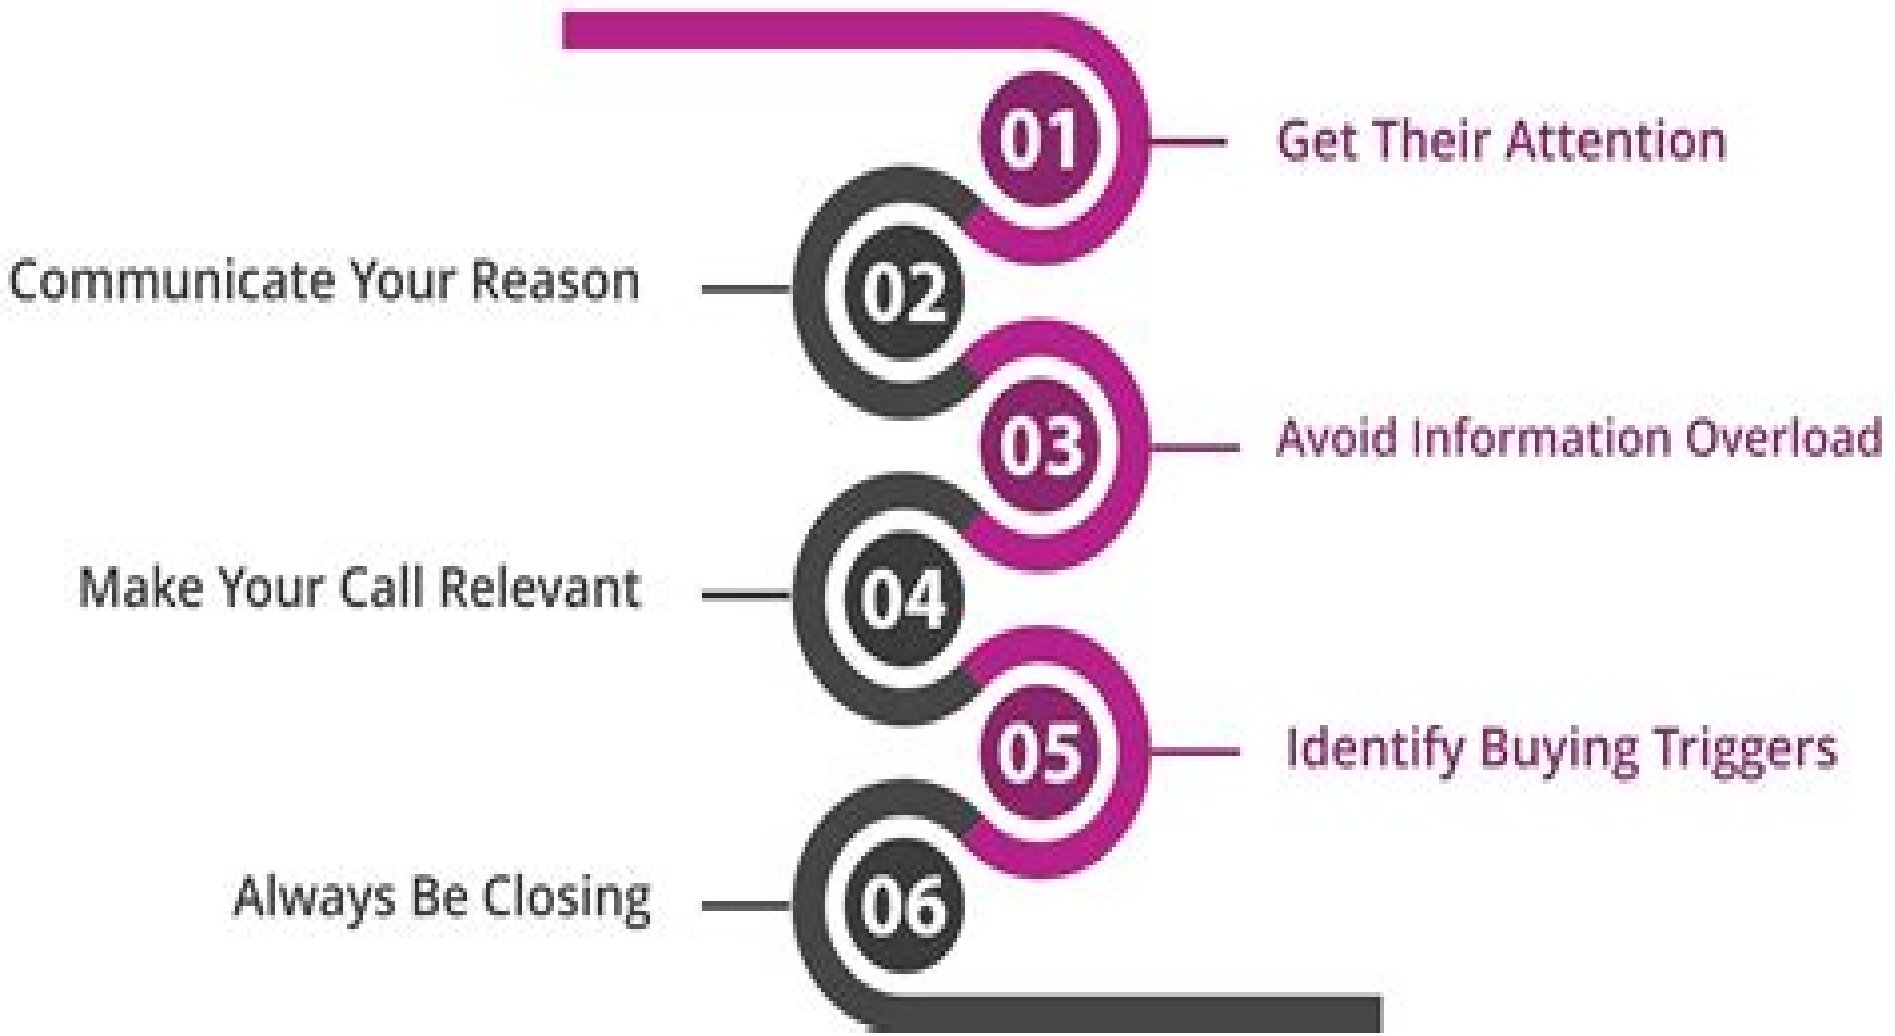 01
Get Their Attention
Communicate Your Reason
02
03
Avoid Information Overload
Make Your Call Relevant
04
05
Identify Buying Triggers
Always Be Closing
06